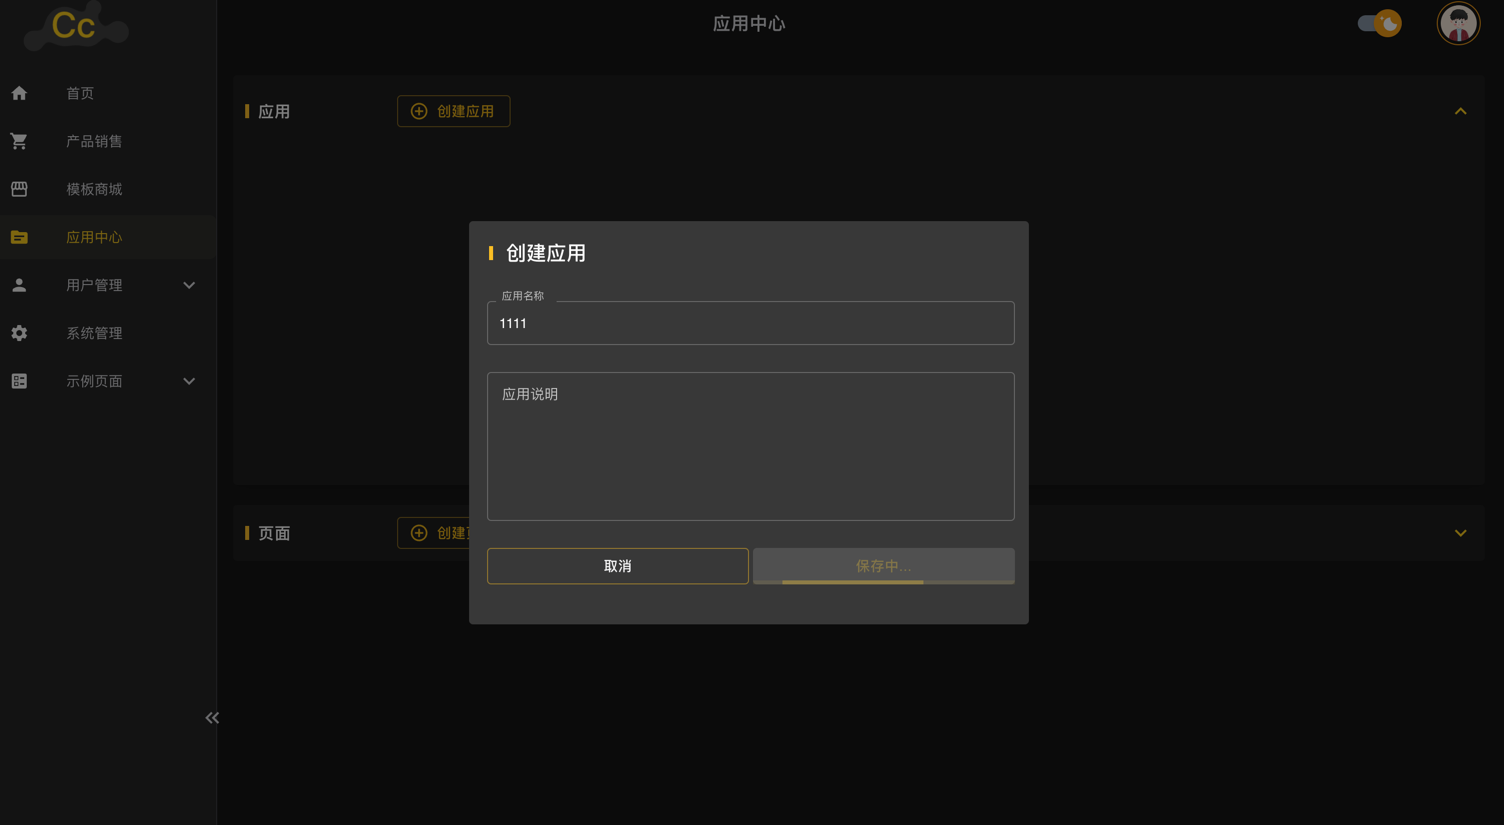 Cc
应用中心
首页
产品销售
模板商城
应用中心
用户管理
系统管理
示例页面
应用
创建应用
创建应用
应用名称
1111
应用说明
取消
保存中...
页面
创建